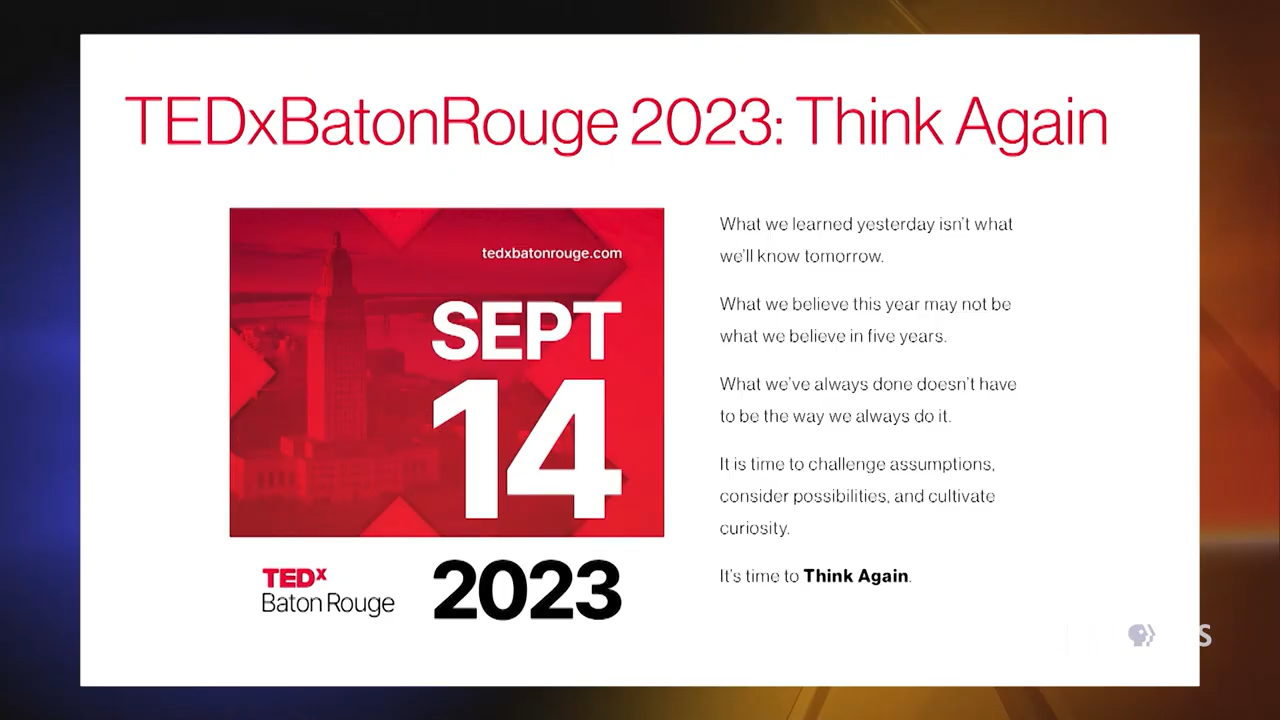 TEDxBatonRouge 2023: Think Again
tedxbatonrouge.com
SEPT
14
2023
TEDx
Baton Rouge
What we learned yesterday isn't what
we'll know tomorrow.
What we believe this year may not be
what we believe in five years.
What we've always done doesn't have
to be the way we always do it.
It is time to challenge assumptions,
consider possibilities, and cultivate
curiosity.
It's time to Think Again.